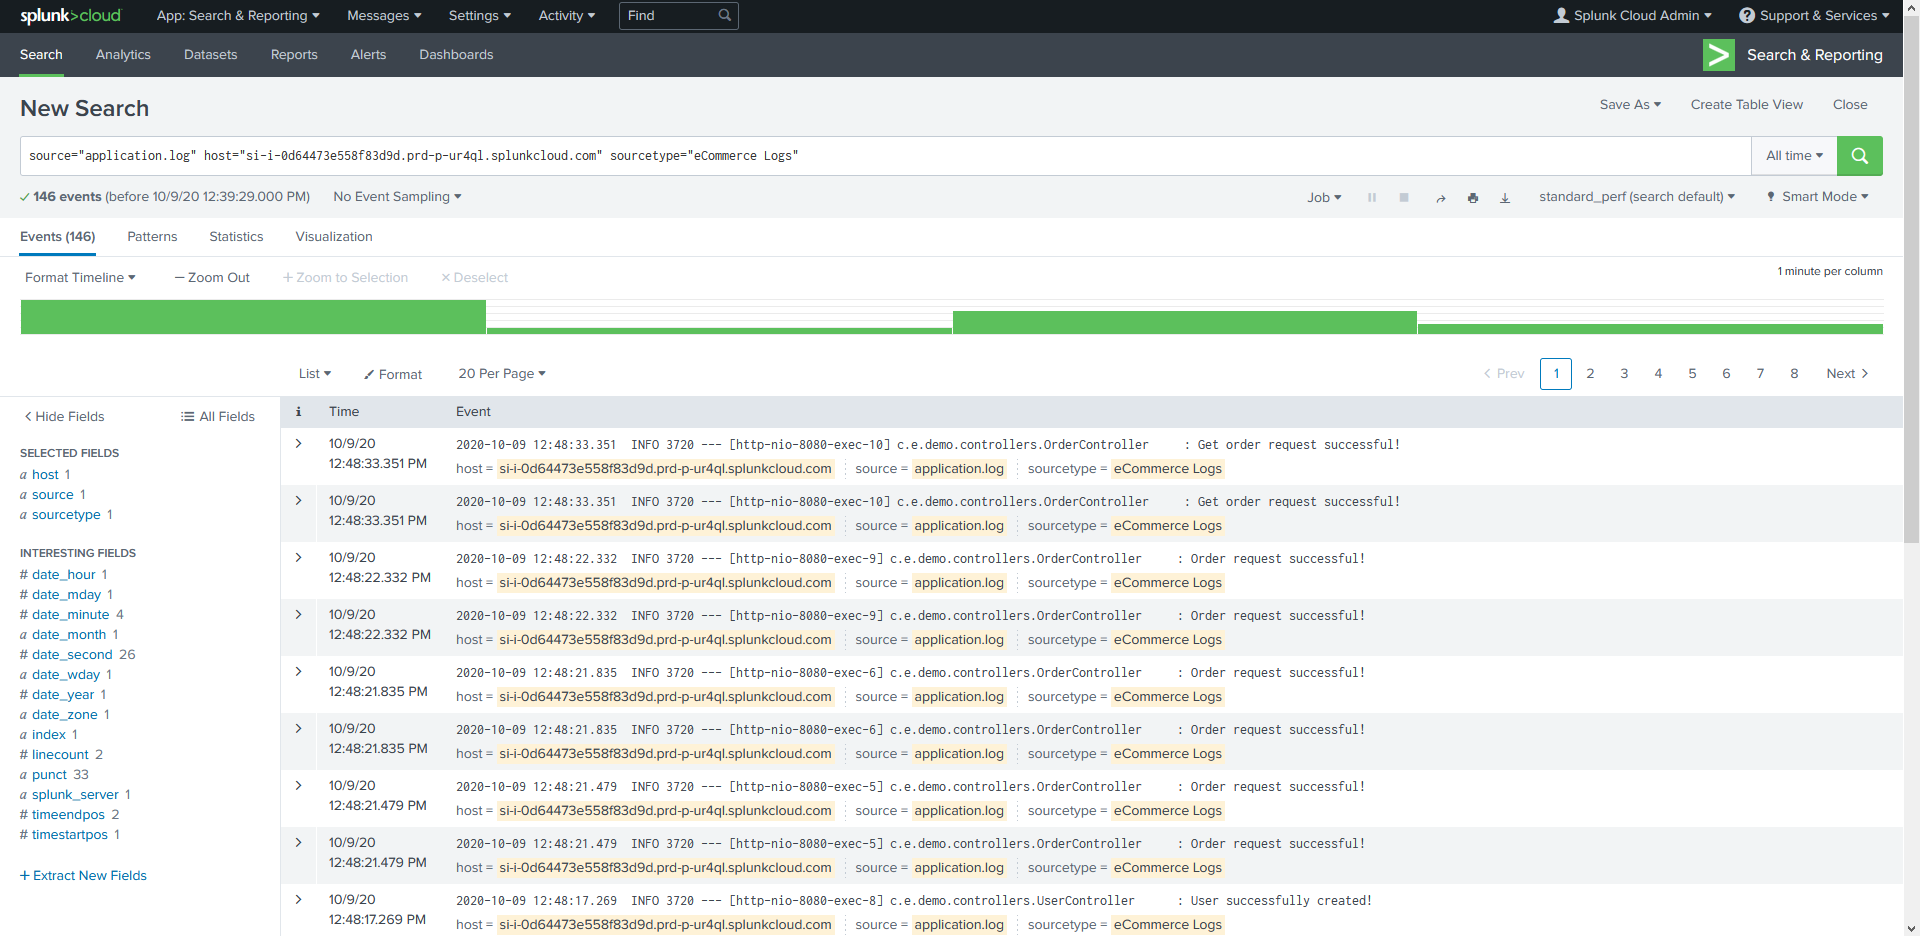 splunk>cloud App: Search & Reporting Messages Settings Activity Find Splunk Cloud Admin Support & Services
Search Analytics Datasets Reports Alerts Dashboards Search & Reporting
New Search Save As Create Table View Close
source="application.log" host="si-i-0d64473e558f83d9d.prd-p-ur4ql.splunkcloud.com" sourcetype="eCommerce Logs" All time
146 events (before 10/9/20 12:39:29.000 PM) No Event Sampling Job standard_perf (search default) Smart Mode
Events (146) Patterns Statistics Visualization
Format Timeline — Zoom Out + Zoom to Selection × Deselect 1 minute per column
List Format 20 Per Page < Prev 1 2 3 4 5 6 7 8 Next >
< Hide Fields All Fields
SELECTED FIELDS
a host 1
a source 1
a sourcetype 1
INTERESTING FIELDS
# date_hour 1
# date_mday 1
# date_minute 4
a date_month 1
# date_second 26
a date_wday 1
# date_year 1
a date_zone 1
a index 1
# linecount 2
a punct 33
a splunk_server 1
# timeendpos 2
# timestartpos 1
+ Extract New Fields
i Time Event
> 10/9/20 2020-10-09 12:48:33.351 INFO 3720 --- [http-nio-8080-exec-10] c.e.demo.controllers.OrderController : Get order request successful!
12:48:33.351 PM host = si-i-0d64473e558f83d9d.prd-p-ur4ql.splunkcloud.com source = application.log sourcetype = eCommerce Logs
> 10/9/20 2020-10-09 12:48:33.351 INFO 3720 --- [http-nio-8080-exec-10] c.e.demo.controllers.OrderController : Get order request successful!
12:48:33.351 PM host = si-i-0d64473e558f83d9d.prd-p-ur4ql.splunkcloud.com source = application.log sourcetype = eCommerce Logs
> 10/9/20 2020-10-09 12:48:22.332 INFO 3720 --- [http-nio-8080-exec-9] c.e.demo.controllers.OrderController : Order request successful!
12:48:22.332 PM host = si-i-0d64473e558f83d9d.prd-p-ur4ql.splunkcloud.com source = application.log sourcetype = eCommerce Logs
> 10/9/20 2020-10-09 12:48:22.332 INFO 3720 --- [http-nio-8080-exec-9] c.e.demo.controllers.OrderController : Order request successful!
12:48:22.332 PM host = si-i-0d64473e558f83d9d.prd-p-ur4ql.splunkcloud.com source = application.log sourcetype = eCommerce Logs
> 10/9/20 2020-10-09 12:48:21.835 INFO 3720 --- [http-nio-8080-exec-6] c.e.demo.controllers.OrderController : Order request successful!
12:48:21.835 PM host = si-i-0d64473e558f83d9d.prd-p-ur4ql.splunkcloud.com source = application.log sourcetype = eCommerce Logs
> 10/9/20 2020-10-09 12:48:21.835 INFO 3720 --- [http-nio-8080-exec-6] c.e.demo.controllers.OrderController : Order request successful!
12:48:21.835 PM host = si-i-0d64473e558f83d9d.prd-p-ur4ql.splunkcloud.com source = application.log sourcetype = eCommerce Logs
> 10/9/20 2020-10-09 12:48:21.479 INFO 3720 --- [http-nio-8080-exec-5] c.e.demo.controllers.OrderController : Order request successful!
12:48:21.479 PM host = si-i-0d64473e558f83d9d.prd-p-ur4ql.splunkcloud.com source = application.log sourcetype = eCommerce Logs
> 10/9/20 2020-10-09 12:48:21.479 INFO 3720 --- [http-nio-8080-exec-5] c.e.demo.controllers.OrderController : Order request successful!
12:48:21.479 PM host = si-i-0d64473e558f83d9d.prd-p-ur4ql.splunkcloud.com source = application.log sourcetype = eCommerce Logs
> 10/9/20 2020-10-09 12:48:17.269 INFO 3720 --- [http-nio-8080-exec-8] c.e.demo.controllers.UserController : User successfully created!
12:48:17.269 PM host = si-i-0d64473e558f83d9d.prd-p-ur4ql.splunkcloud.com source = application.log sourcetype = eCommerce Logs